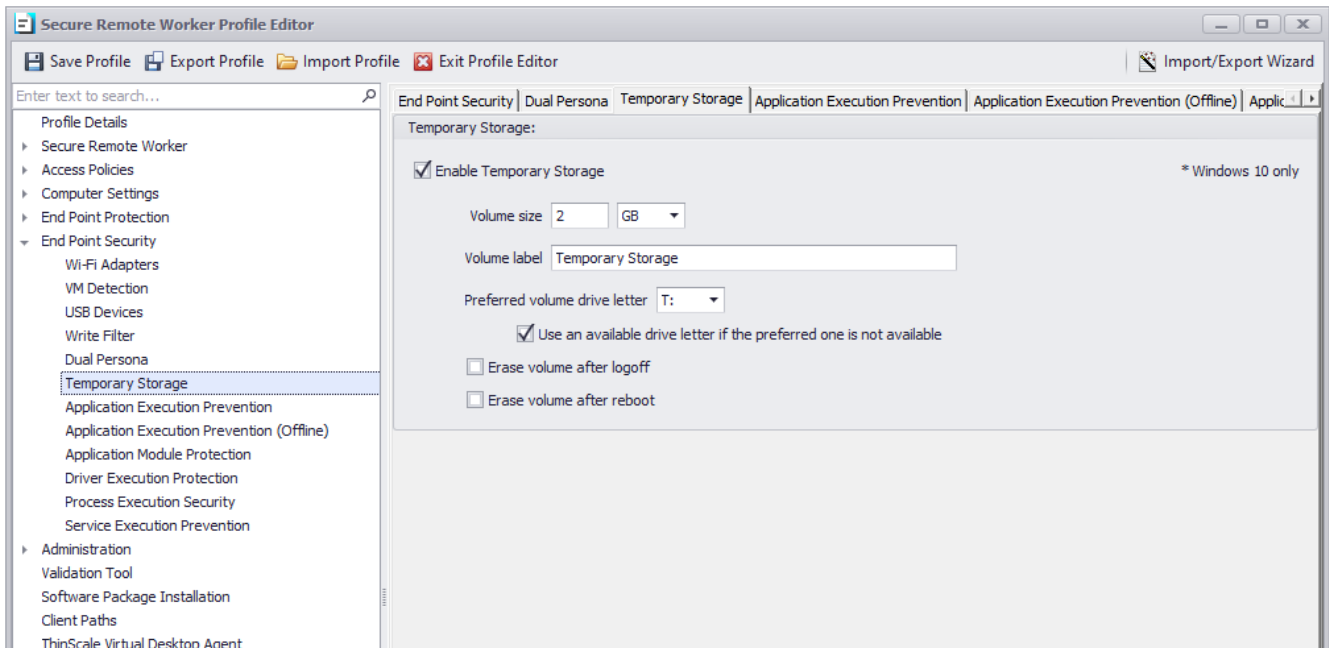 Secure Remote Worker Profile Editor
Save Profile Export Profile Import Profile Exit Profile Editor Import/Export Wizard
Enter text to search...
Profile Details
Secure Remote Worker
Access Policies
Computer Settings
End Point Protection
End Point Security
Wi-Fi Adapters
VM Detection
USB Devices
Write Filter
Dual Persona
Temporary Storage
Application Execution Prevention
Application Execution Prevention (Offline)
Application Module Protection
Driver Execution Protection
Process Execution Security
Service Execution Prevention
Administration
Validation Tool
Software Package Installation
Client Paths
ThinScale Virtual Desktop Agent
End Point Security Dual Persona Temporary Storage Application Execution Prevention Application Execution Prevention (Offline) Applic
Temporary Storage:
Enable Temporary Storage * Windows 10 only
Volume size 2 GB
Volume label Temporary Storage
Preferred volume drive letter T:
Use an available drive letter if the preferred one is not available
Erase volume after logoff
Erase volume after reboot